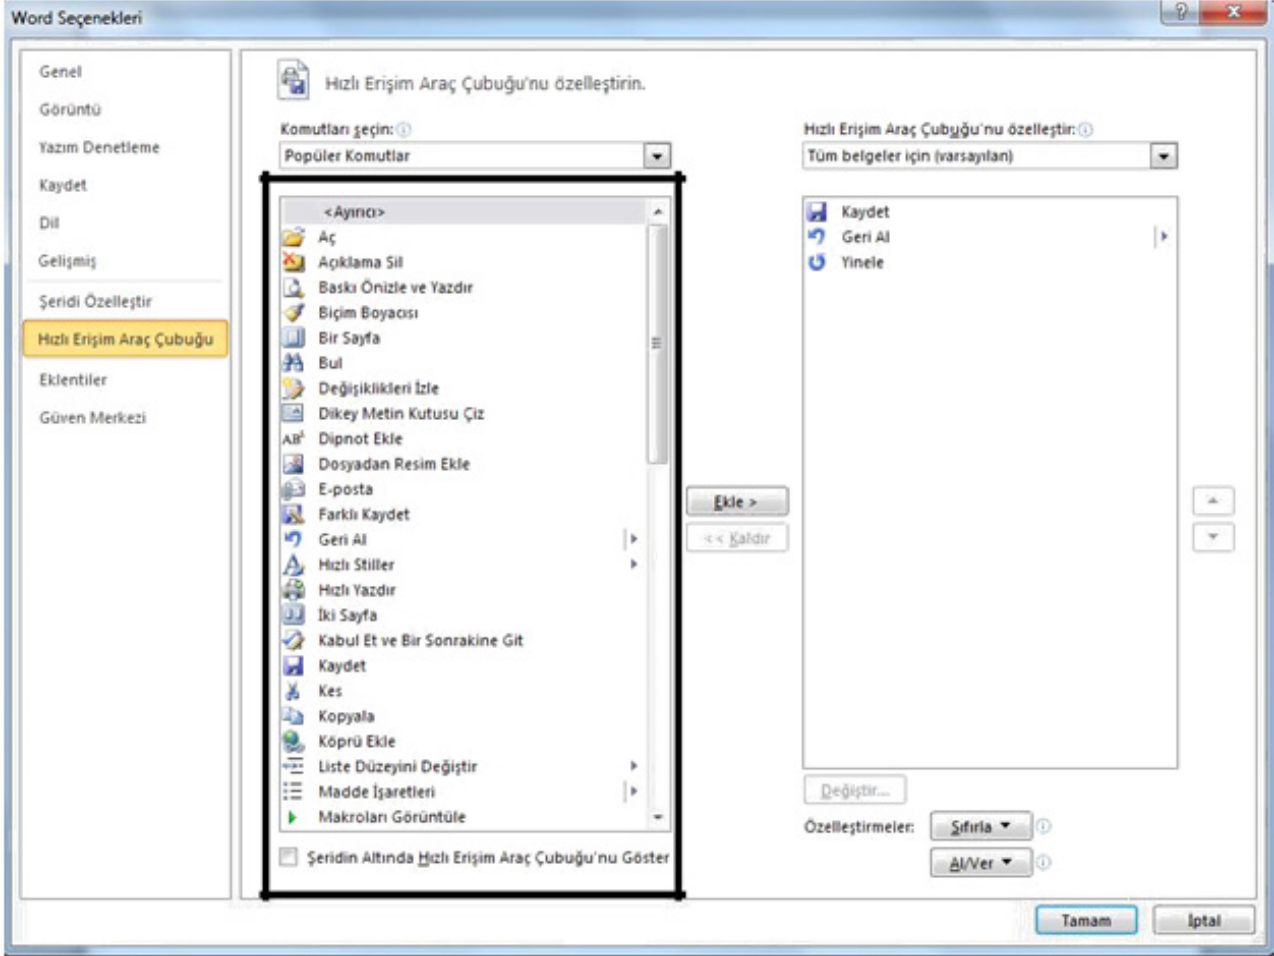 Word Seçenekleri
Genel
Görüntü
Yazım Denetleme
Kaydet
Dil
Gelişmiş
Şeridi Özelleştir
Hızlı Erişim Araç Çubuğu
Eklentiler
Güven Merkezi
Hızlı Erişim Araç Çubuğu'nu özelleştirin.
Komutları seçin:
Popüler Komutlar
<Ayırıcı>
Aç
Açıklama Sil
Baskı Önizle ve Yazdır
Biçim Boyacısı
Bir Sayfa
Bul
Değişiklikleri İzle
Dikey Metin Kutusu Çiz
Dipnot Ekle
Dosyadan Resim Ekle
E-posta
Farklı Kaydet
Geri Al
Hızlı Stiller
Hızlı Yazdır
İki Sayfa
Kabul Et ve Bir Sonrakine Git
Kaydet
Kes
Kopyala
Köprü Ekle
Liste Düzeyini Değiştir
Madde İşaretleri
Makroları Görüntüle
Şeridin Altında Hızlı Erişim Araç Çubuğu'nu Göster
Ekle >
<< Kaldır
Hızlı Erişim Araç Çubuğu'nu özelleştir:
Tüm belgeler için (varsayılan)
Kaydet
Geri Al
Yinele
Değiştir...
Özelleştirmeler:
Sıfırla
Al/Ver
Tamam
İptal